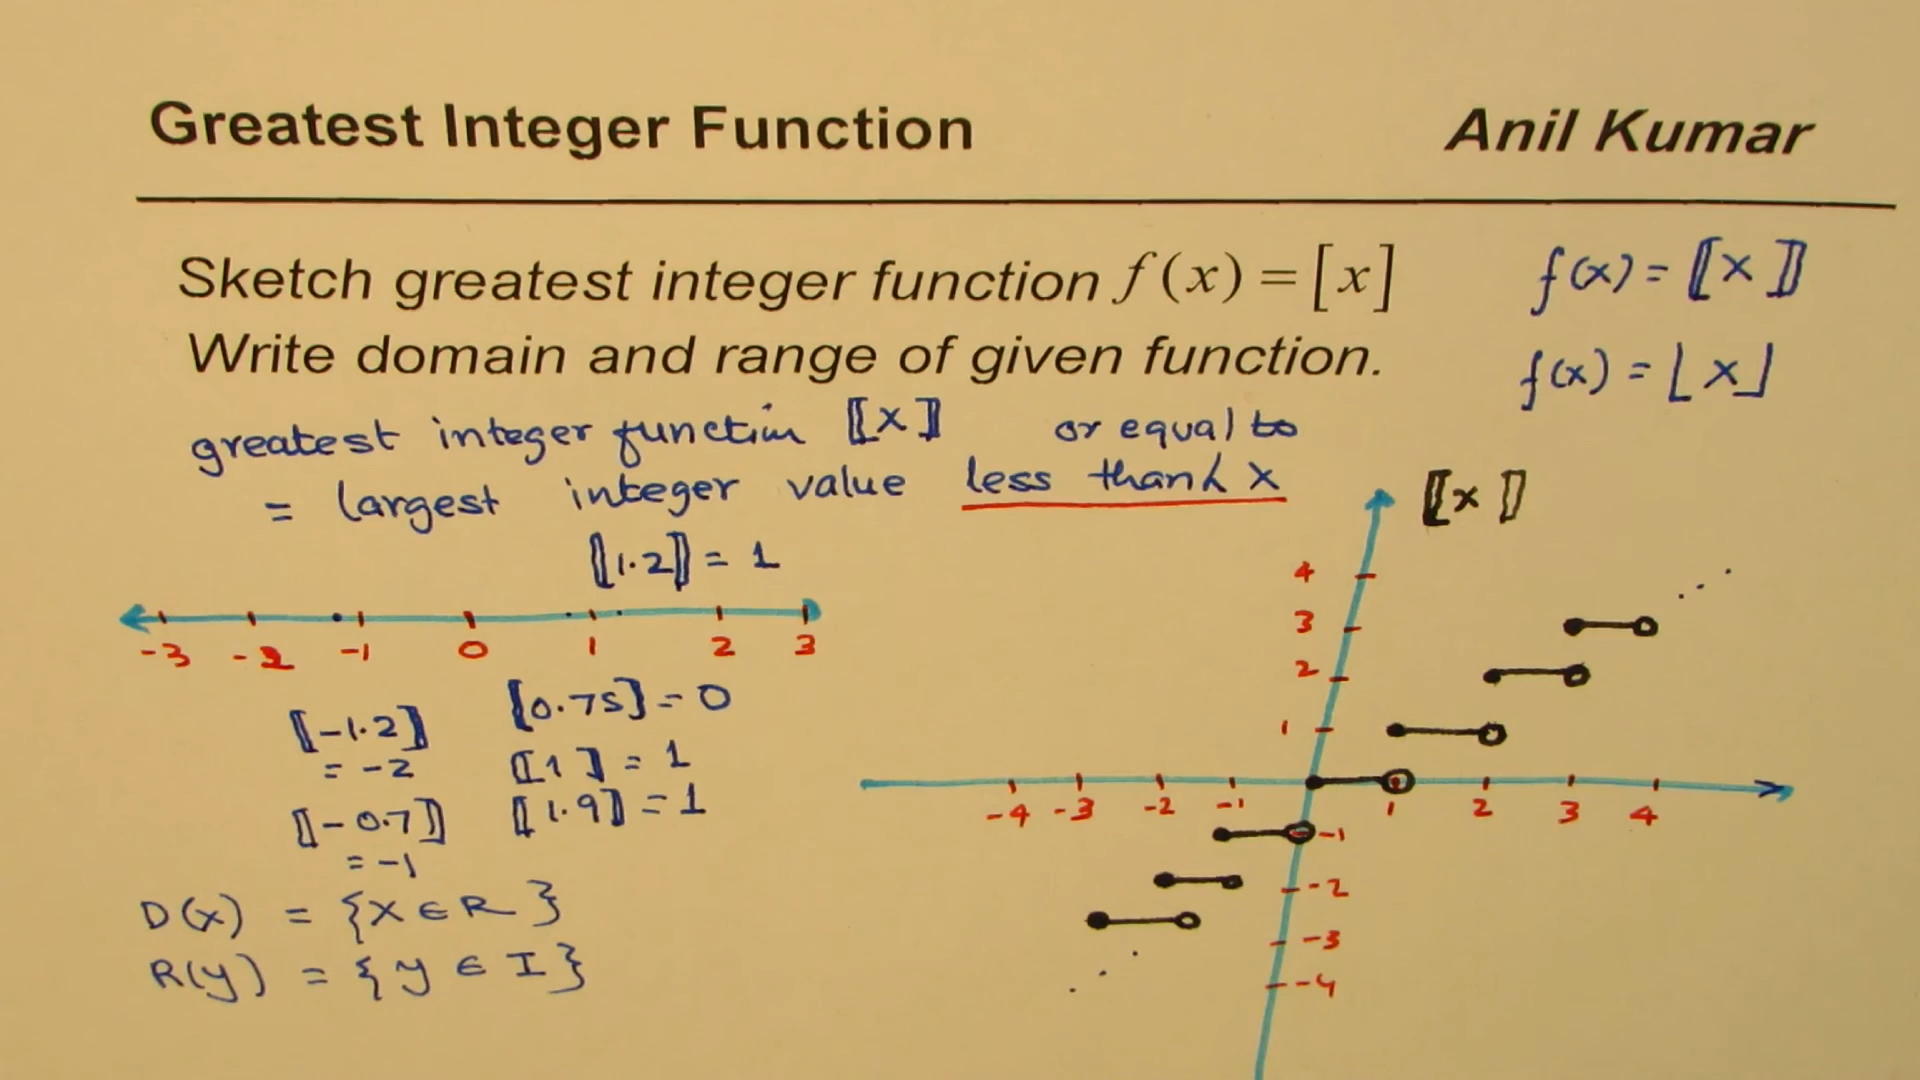 Greatest Integer Function
Anil Kumar
Sketch greatest integer function f(x) = [x]
Write domain and range of given function.
f(x) = ⟦x⟧
f(x) = ⌊x⌋
greatest integer function ⟦x⟧ or equal to
= largest integer value less than x
⟦1.2⟧ = 1
-3 -2 -1 0 1 2 3
⟦-1.2⟧
= -2
⟦-0.7⟧
= -1
⟦0.75⟧ = 0
⟦1⟧ = 1
⟦1.9⟧ = 1
D(x) = {x ∈ R}
R(y) = {y ∈ I}
⟦x⟧
4
3
2
1
-4 -3 -2 -1 1 2 3 4
-1
-2
-3
-4